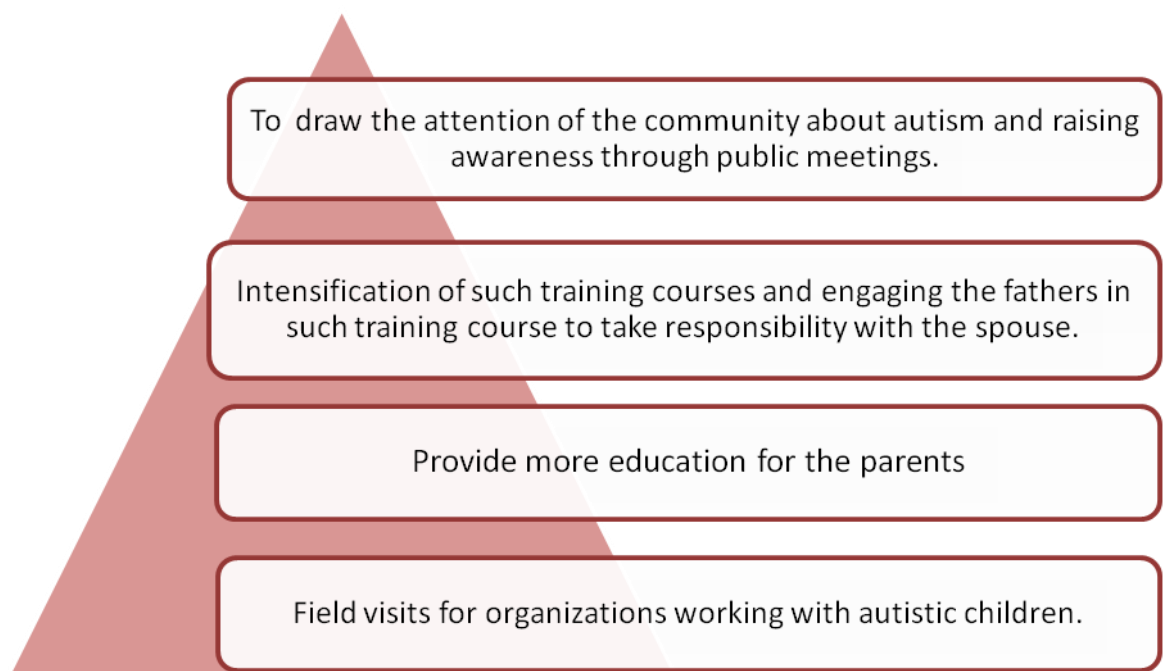 To draw the attention of the community about autism and raising
awareness through public meetings.
Intensification of such training courses and engaging the fathers in
such training course to take responsibility with the spouse.
Provide more education for the parents
Field visits for organizations working with autistic children.